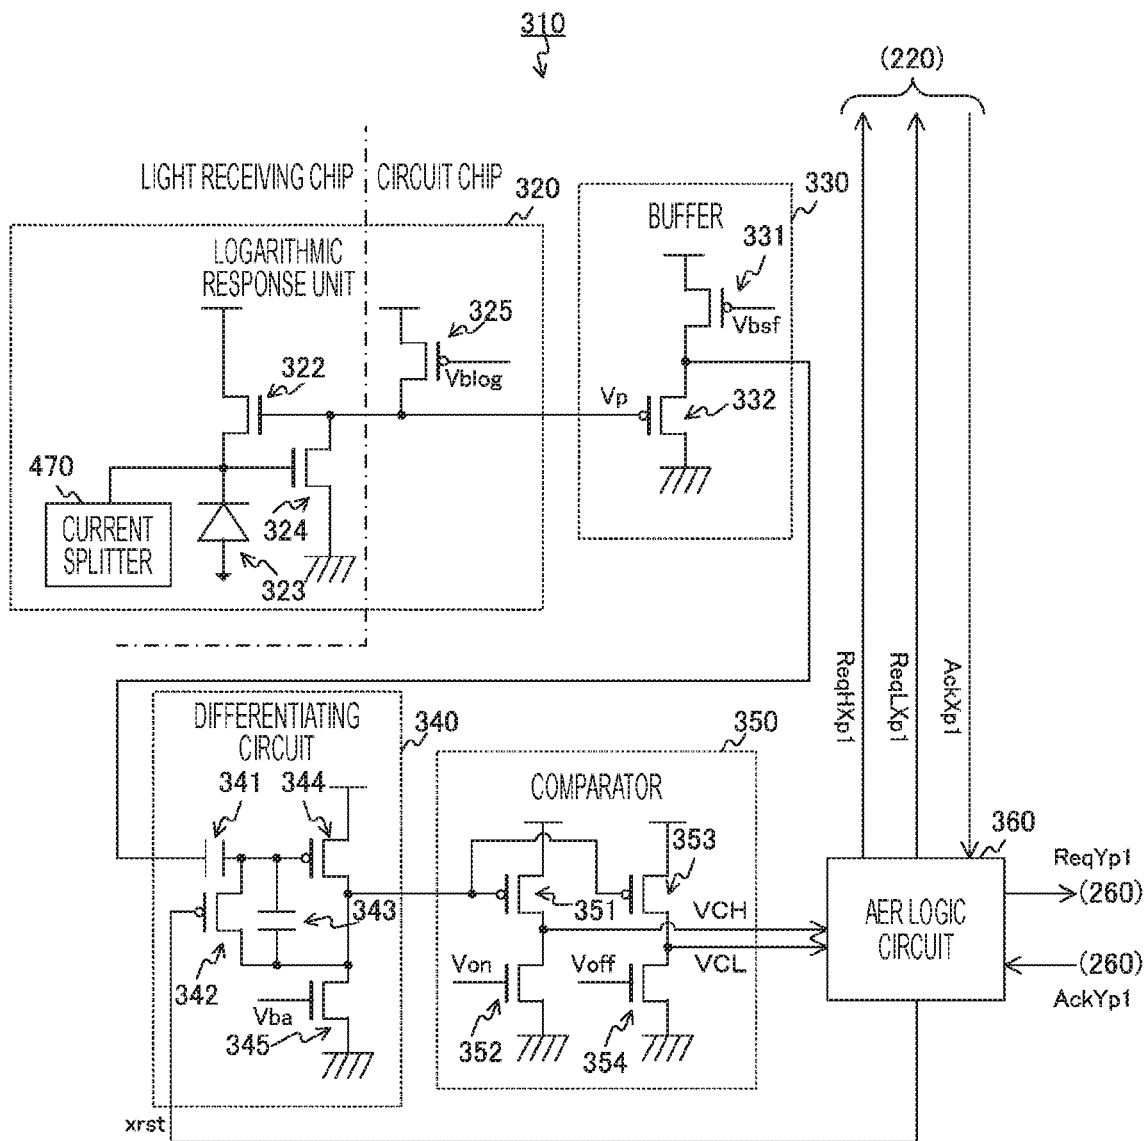 310
(220)
LIGHT RECEIVING CHIP
CIRCUIT CHIP
320
330
LOGARITHMIC
RESPONSE UNIT
BUFFER
331
325
Vbsf
Vblog
322
Vp
332
470
CURRENT
SPLITTER
324
323
ReqHXp1
ReqLXp1
AckXp1
DIFFERENTIATING
CIRCUIT
340
350
341
344
COMPARATOR
353
360
ReqYp1
(260)
343
351
VCH
AER LOGIC
CIRCUIT
342
Von
Voff
VCL
(260)
AckYp1
Vba
345
352
354
xrst